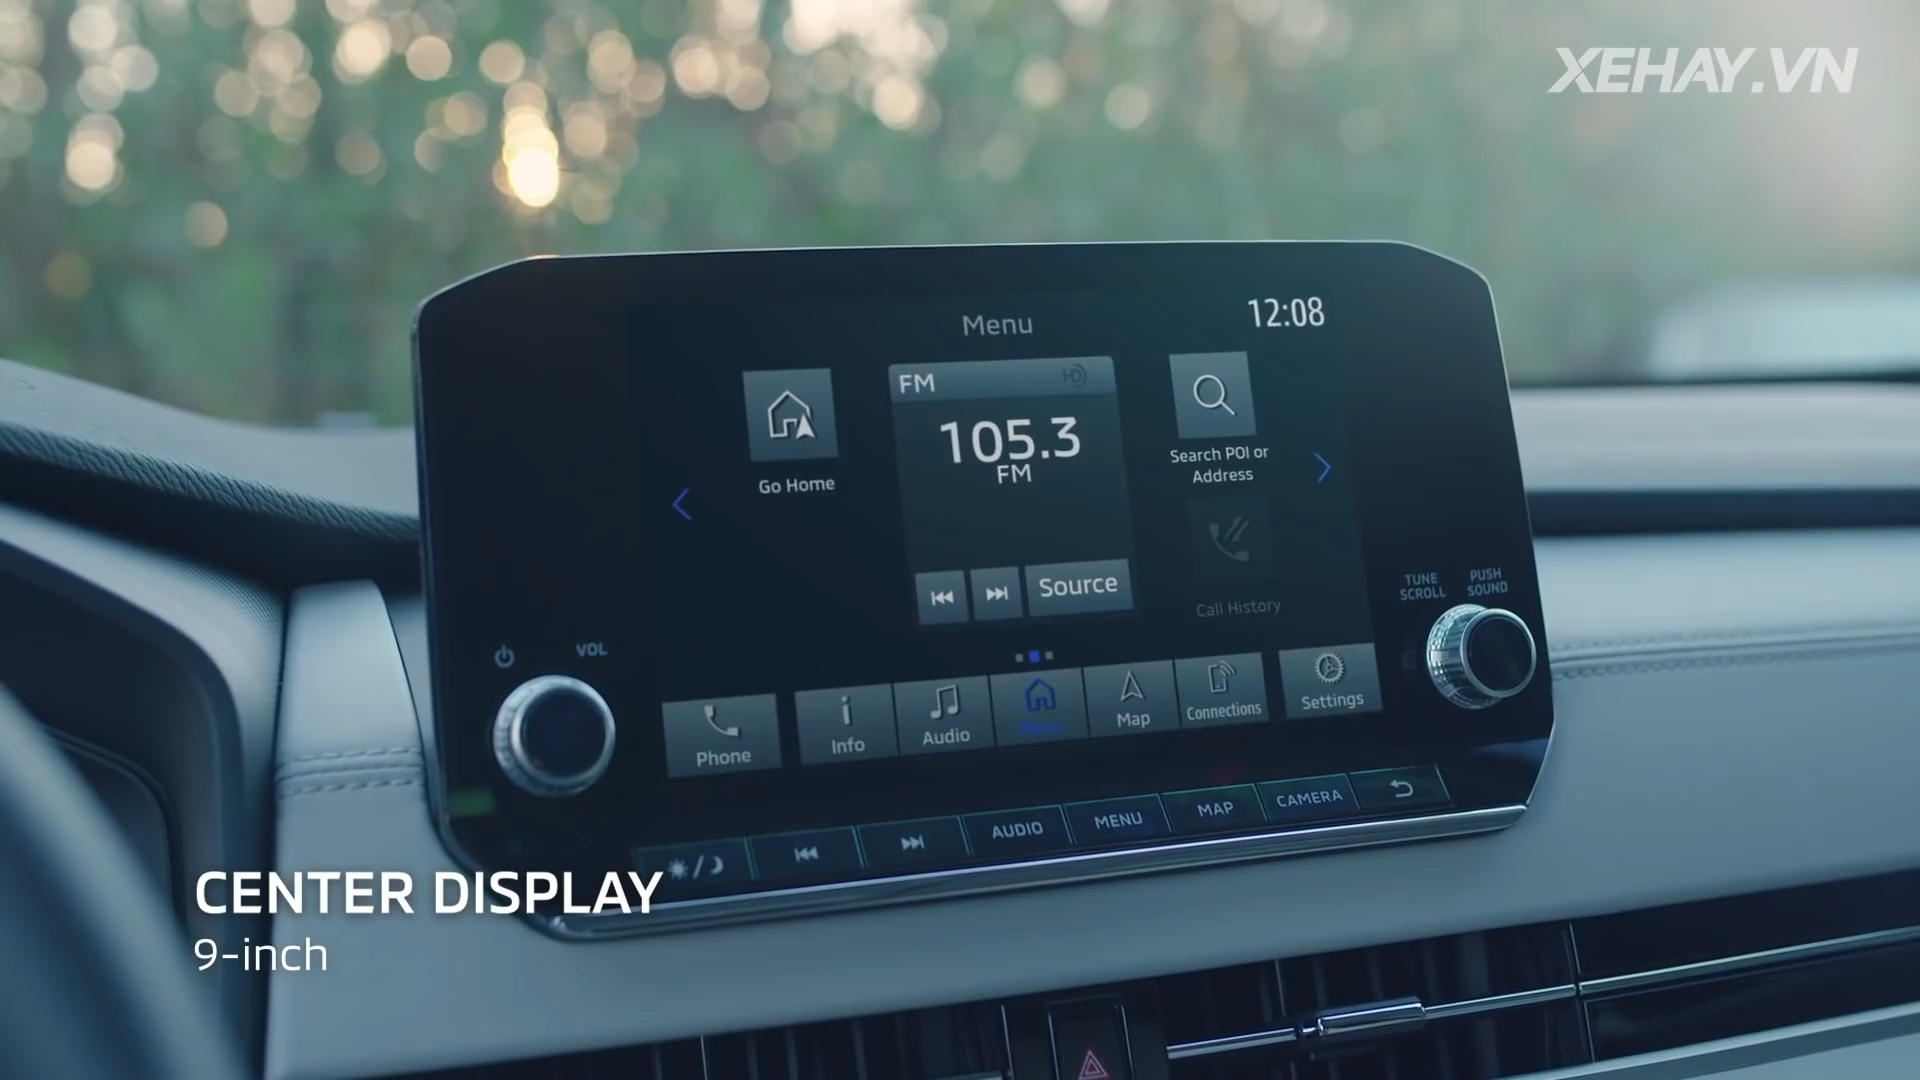 XEHAY.VN
Menu
12:08
FM HD
105.3
FM
Go Home
Search POI or
Address
Source
Call History
TUNE
SCROLL
PUSH
SOUND
VOL
Phone
Info
Audio
Map
Connections
Settings
AUDIO
MENU
MAP
CAMERA
CENTER DISPLAY
9-inch